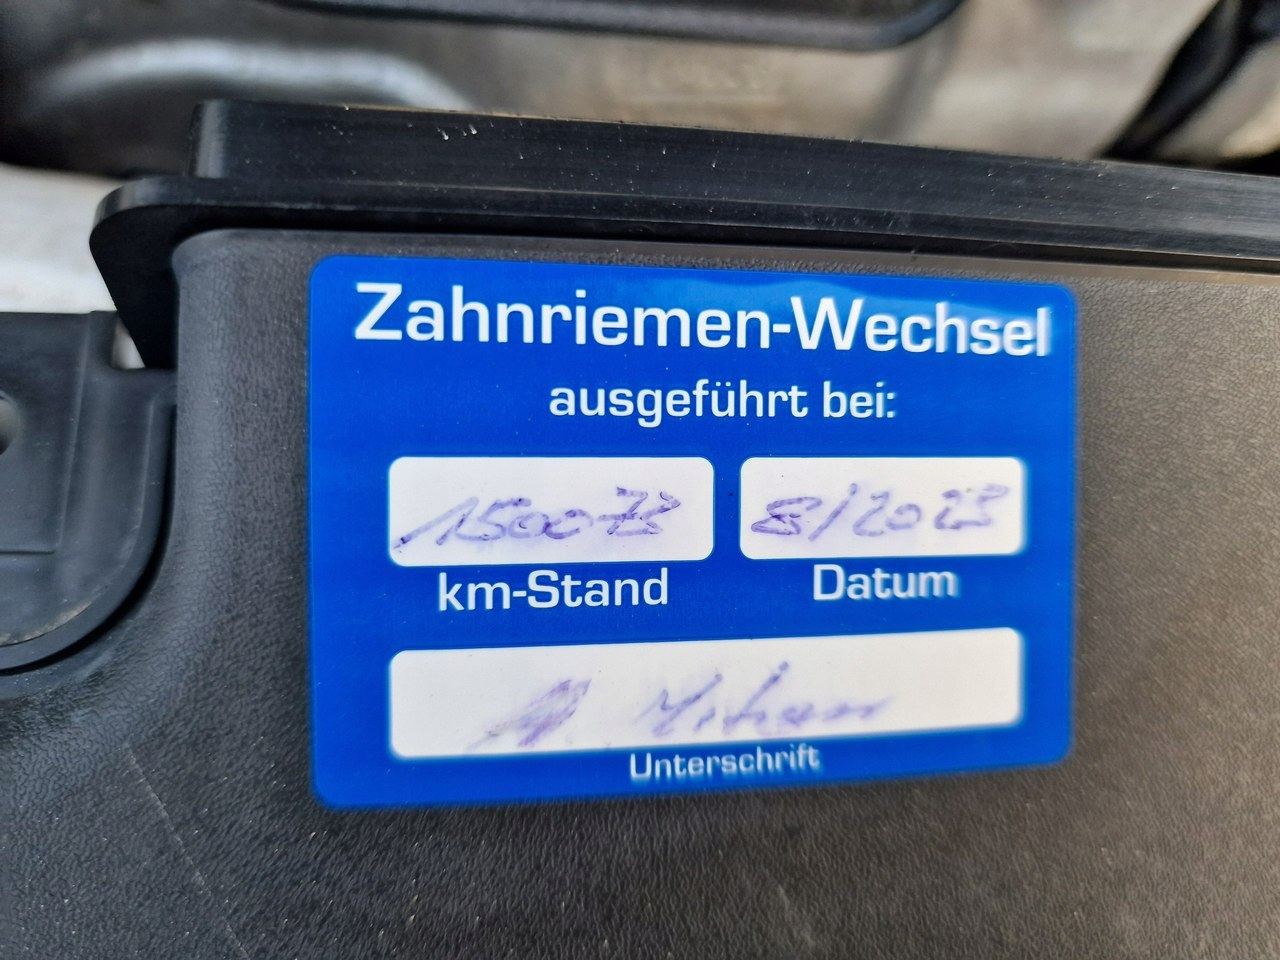 Zahnriemen-Wechsel
ausgeführt bei:
150073 8/2023
km-Stand Datum
Unterschrift